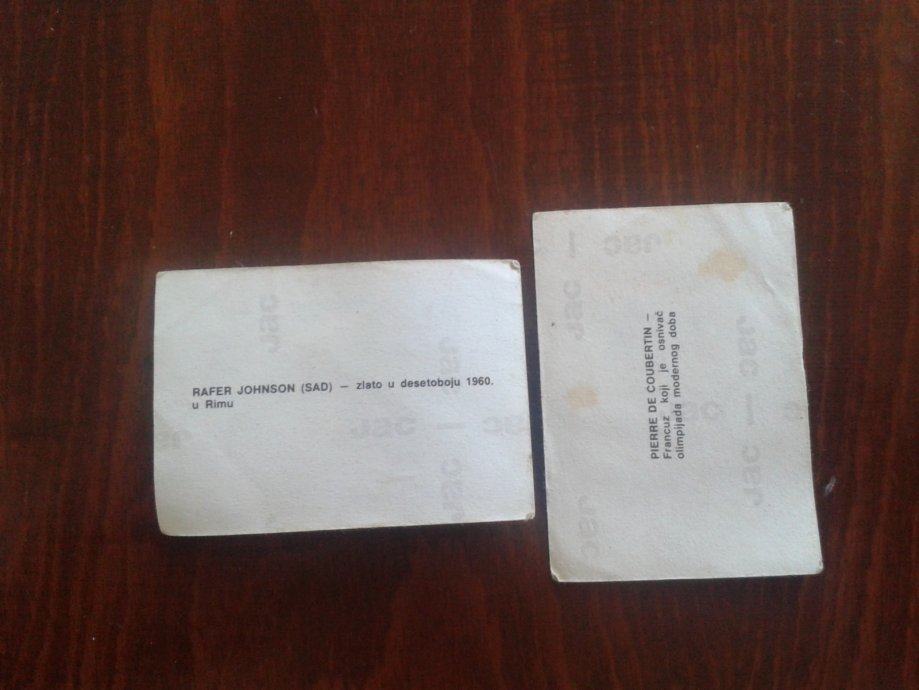 RAFER JOHNSON (SAD) — zlato u desetoboju 1960.
u Rimu
PIERRE DE COUBERTIN —
Francuz koji je osnivač
olimpijada modernog doba